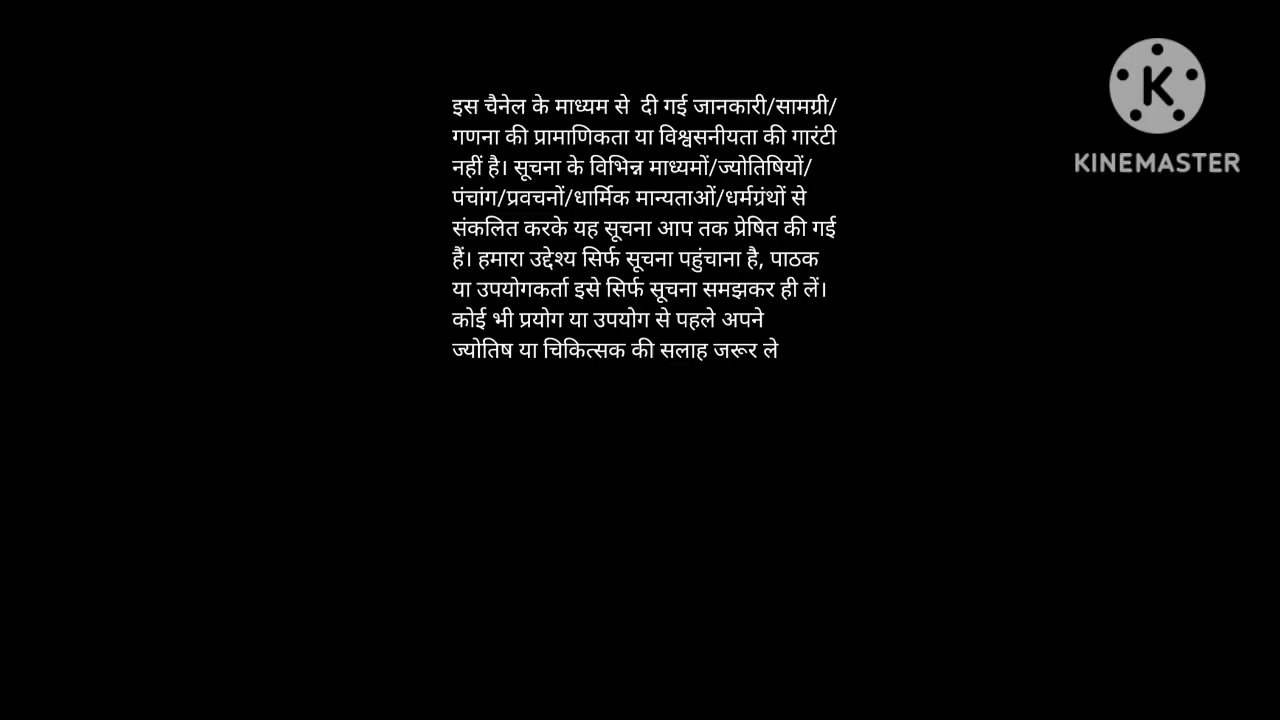 इस चैनेल के माध्यम से दी गई जानकारी/सामग्री/
गणना की प्रामाणिकता या विश्वसनीयता की गारंटी
नहीं है। सूचना के विभिन्न माध्यमों/ज्योतिषियों/
पंचांग/प्रवचनों/धार्मिक मान्यताओं/धर्मग्रंथों से
संकलित करके यह सूचना आप तक प्रेषित की गई
हैं। हमारा उद्देश्य सिर्फ सूचना पहुंचाना है, पाठक
या उपयोगकर्ता इसे सिर्फ सूचना समझकर ही लें।
कोई भी प्रयोग या उपयोग से पहले अपने
ज्योतिष या चिकित्सक की सलाह जरूर ले
K
KINEMASTER